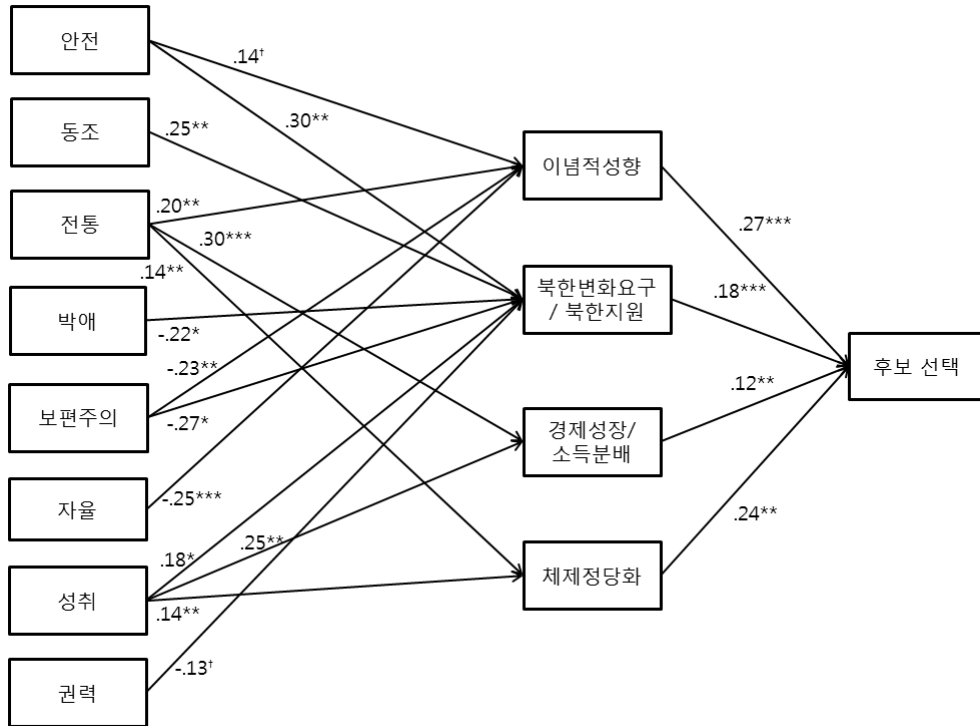 안전
동조
전통
박애
보편주의
자율
성취
권력
.14†
.30**
.25**
.20**
.30***
.14**
-.22*
-.23**
-.27*
-.25***
.18*
.25**
.14**
-.13†
이념적성향
북한변화요구
/ 북한지원
경제성장/
소득분배
체제정당화
.27***
.18***
.12**
.24**
후보 선택